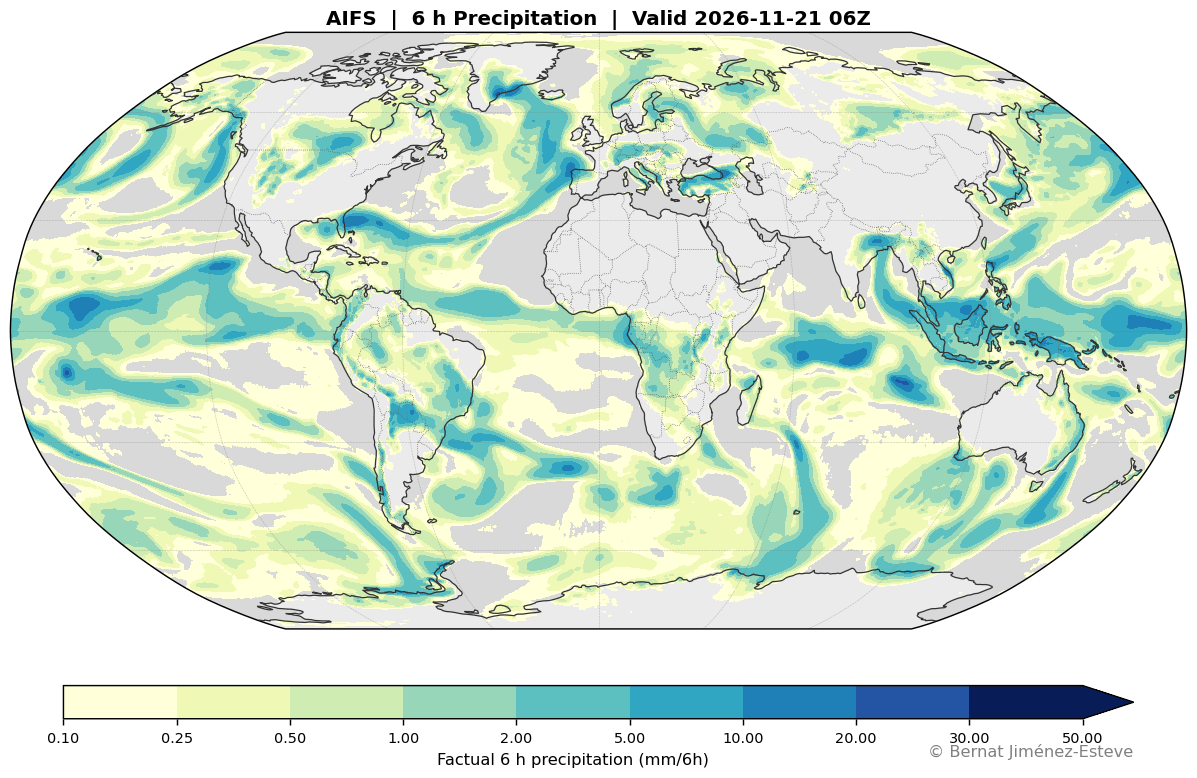 AIFS | 6 h Precipitation | Valid 2026-11-21 06Z
0.10 0.25 0.50 1.00 2.00 5.00 10.00 20.00 30.00 50.00
Factual 6 h precipitation (mm/6h)
© Bernat Jiménez-Esteve